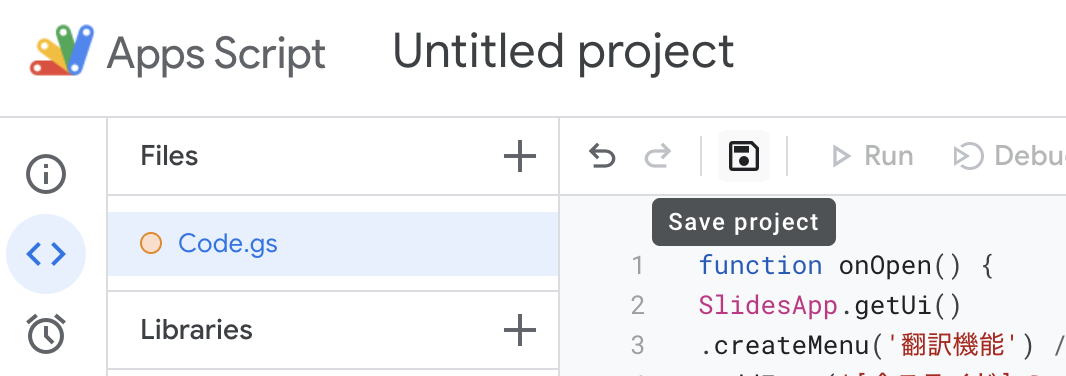 Apps Script Untitled project
Files
Run Debu
Code.gs
Save project
1 function onOpen() {
2 SlidesApp.getUi()
3 .createMenu('翻訳機能') /
Libraries